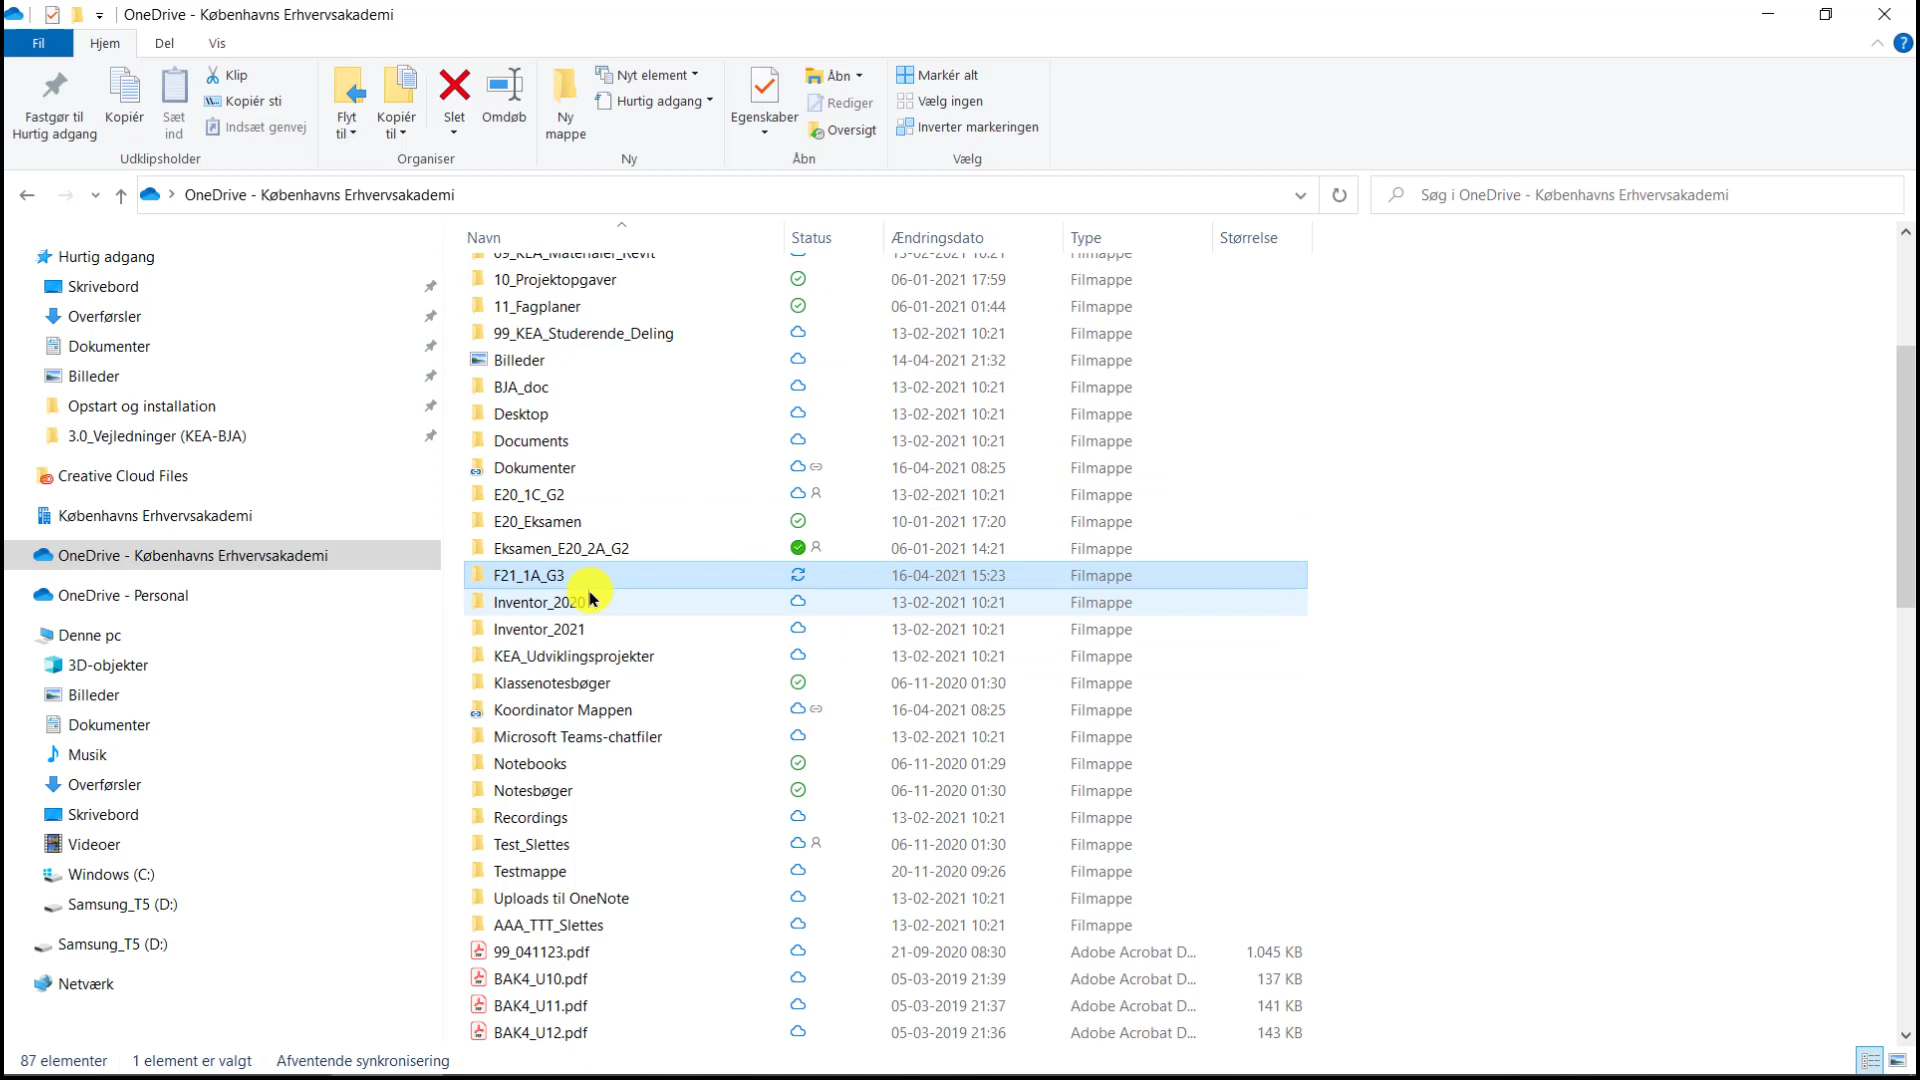 OneDrive - Københavns Erhvervsakademi
Fil Hjem Del Vis
Fastgør til Hurtig adgang
Kopiér
Sæt ind
Klip
Kopiér sti
Indsæt genvej
Udklipsholder
Flyt til
Kopiér til
Slet
Omdøb
Organiser
Ny mappe
Nyt element
Hurtig adgang
Ny
Egenskaber
Åbn
Rediger
Oversigt
Åbn
Markér alt
Vælg ingen
Inverter markeringen
Vælg
OneDrive - Københavns Erhvervsakademi
Søg i OneDrive - Københavns Erhvervsakademi
Hurtig adgang
Skrivebord
Overførsler
Dokumenter
Billeder
Opstart og installation
3.0_Vejledninger (KEA-BJA)
Creative Cloud Files
Københavns Erhvervsakademi
OneDrive - Københavns Erhvervsakademi
OneDrive - Personal
Denne pc
3D-objekter
Billeder
Dokumenter
Musik
Overførsler
Skrivebord
Videoer
Windows (C:)
Samsung_T5 (D:)
Samsung_T5 (D:)
Netværk
Navn Status Ændringsdato Type Størrelse
09_KEA_Materialer_Revit 13-02-2021 10:21 Filmappe
10_Projektopgaver 06-01-2021 17:59 Filmappe
11_Fagplaner 06-01-2021 01:44 Filmappe
99_KEA_Studerende_Deling 13-02-2021 10:21 Filmappe
Billeder 14-04-2021 21:32 Filmappe
BJA_doc 13-02-2021 10:21 Filmappe
Desktop 13-02-2021 10:21 Filmappe
Documents 13-02-2021 10:21 Filmappe
Dokumenter 16-04-2021 08:25 Filmappe
E20_1C_G2 13-02-2021 10:21 Filmappe
E20_Eksamen 10-01-2021 17:20 Filmappe
Eksamen_E20_2A_G2 06-01-2021 14:21 Filmappe
F21_1A_G3 16-04-2021 15:23 Filmappe
Inventor_2020 13-02-2021 10:21 Filmappe
Inventor_2021 13-02-2021 10:21 Filmappe
KEA_Udviklingsprojekter 13-02-2021 10:21 Filmappe
Klassenotesbøger 06-11-2020 01:30 Filmappe
Koordinator Mappen 16-04-2021 08:25 Filmappe
Microsoft Teams-chatfiler 13-02-2021 10:21 Filmappe
Notebooks 06-11-2020 01:29 Filmappe
Notesbøger 06-11-2020 01:30 Filmappe
Recordings 13-02-2021 10:21 Filmappe
Test_Slettes 06-11-2020 01:30 Filmappe
Testmappe 20-11-2020 09:26 Filmappe
Uploads til OneNote 13-02-2021 10:21 Filmappe
AAA_TTT_Slettes 13-02-2021 10:21 Filmappe
99_041123.pdf 21-09-2020 08:30 Adobe Acrobat D... 1.045 KB
BAK4_U10.pdf 05-03-2019 21:39 Adobe Acrobat D... 137 KB
BAK4_U11.pdf 05-03-2019 21:37 Adobe Acrobat D... 141 KB
BAK4_U12.pdf 05-03-2019 21:36 Adobe Acrobat D... 143 KB
87 elementer 1 element er valgt Afventende synkronisering